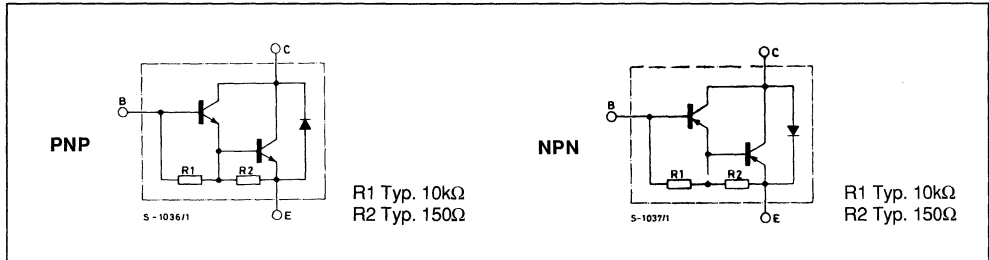 PNP
C
B
R1
R2
E
S-1036/1
R1 Typ. 10kΩ
R2 Typ. 150Ω
NPN
C
B
R1
R2
E
S-1037/1
R1 Typ. 10kΩ
R2 Typ. 150Ω